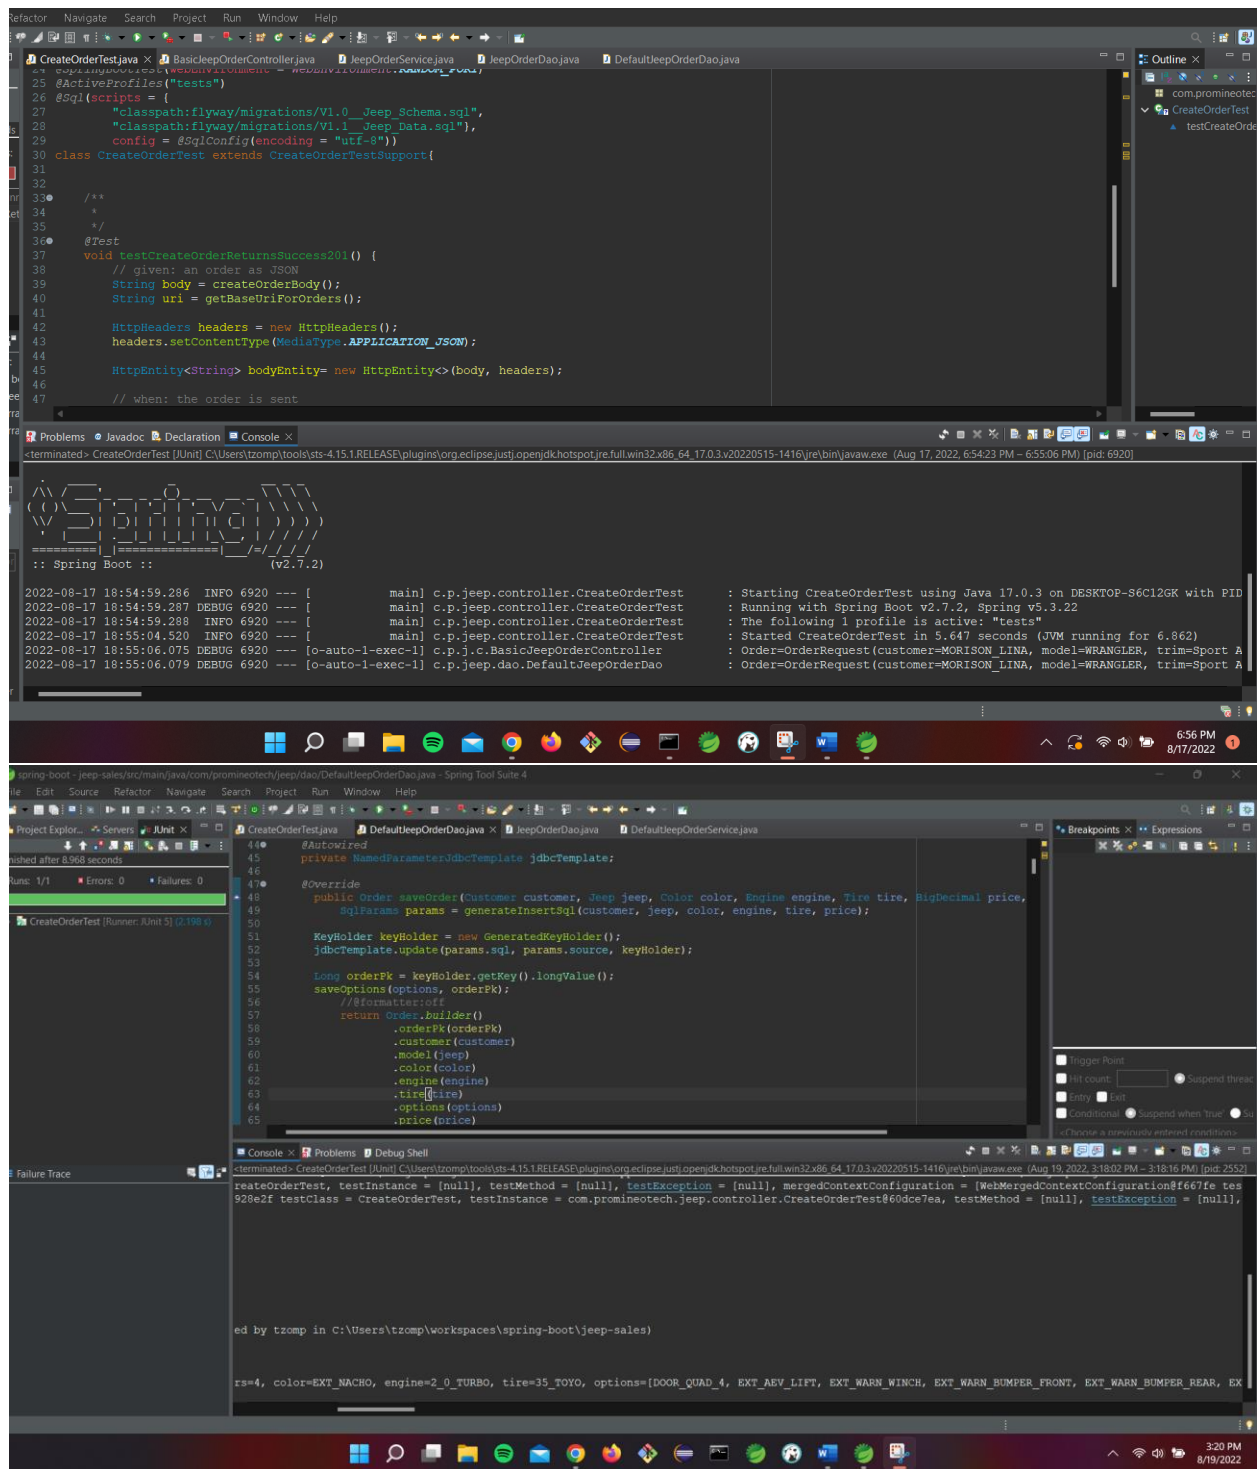 Refactor Navigate Search Project Run Window Help
CreateOrderTest.java × BasicJeepOrderController.java JeepOrderService.java JeepOrderDao.java DefaultJeepOrderDao.java
24 @SpringBootTest(webEnvironment = WebEnvironment.RANDOM_PORT)
25 @ActiveProfiles("tests")
26 @Sql(scripts = {
27 "classpath:flyway/migrations/V1.0__Jeep_Schema.sql",
28 "classpath:flyway/migrations/V1.1__Jeep_Data.sql"},
29 config = @SqlConfig(encoding = "utf-8"))
30 class CreateOrderTest extends CreateOrderTestSupport{
31
32
33 /**
34 *
35 */
36 @Test
37 void testCreateOrderReturnsSuccess201() {
38 // given: an order as JSON
39 String body = createOrderBody();
40 String uri = getBaseUriForOrders();
41
42 HttpHeaders headers = new HttpHeaders();
43 headers.setContentType(MediaType.APPLICATION_JSON);
44
45 HttpEntity<String> bodyEntity= new HttpEntity<>(body, headers);
46
47 // when: the order is sent
Outline ×
com.promineotec
CreateOrderTest
testCreateOrde
Problems Javadoc Declaration Console ×
<terminated> CreateOrderTest [JUnit] C:\Users\tzomp\tools\sts-4.15.1.RELEASE\plugins\org.eclipse.justj.openjdk.hotspot.jre.full.win32.x86_64_17.0.3.v20220515-1416\jre\bin\javaw.exe (Aug 17, 2022, 6:54:23 PM – 6:55:06 PM) [pid: 6920]
:: Spring Boot :: (v2.7.2)
2022-08-17 18:54:59.286 INFO 6920 --- [ main] c.p.jeep.controller.CreateOrderTest : Starting CreateOrderTest using Java 17.0.3 on DESKTOP-S6C12GK with PID
2022-08-17 18:54:59.287 DEBUG 6920 --- [ main] c.p.jeep.controller.CreateOrderTest : Running with Spring Boot v2.7.2, Spring v5.3.22
2022-08-17 18:54:59.288 INFO 6920 --- [ main] c.p.jeep.controller.CreateOrderTest : The following 1 profile is active: "tests"
2022-08-17 18:55:04.520 INFO 6920 --- [ main] c.p.jeep.controller.CreateOrderTest : Started CreateOrderTest in 5.647 seconds (JVM running for 6.862)
2022-08-17 18:55:06.075 DEBUG 6920 --- [o-auto-1-exec-1] c.p.j.c.BasicJeepOrderController : Order=OrderRequest(customer=MORISON_LINA, model=WRANGLER, trim=Sport A
2022-08-17 18:55:06.079 DEBUG 6920 --- [o-auto-1-exec-1] c.p.jeep.dao.DefaultJeepOrderDao : Order=OrderRequest(customer=MORISON_LINA, model=WRANGLER, trim=Sport A
6:56 PM
8/17/2022
1
spring-boot - jeep-sales/src/main/java/com/promineotech/jeep/dao/DefaultJeepOrderDao.java - Spring Tool Suite 4
File Edit Source Refactor Navigate Search Project Run Window Help
Project Explor... Servers JUnit ×
CreateOrderTest.java DefaultJeepOrderDao.java × JeepOrderDao.java DefaultJeepOrderService.java
Breakpoints × Expressions
Finished after 8.968 seconds
Runs: 1/1 Errors: 0 Failures: 0
CreateOrderTest [Runner: JUnit 5] (2.198 s)
Failure Trace
44 @Autowired
45 private NamedParameterJdbcTemplate jdbcTemplate;
46
47 @Override
48 public Order saveOrder(Customer customer, Jeep jeep, Color color, Engine engine, Tire tire, BigDecimal price,
49 SqlParams params = generateInsertSql(customer, jeep, color, engine, tire, price);
50
51 KeyHolder keyHolder = new GeneratedKeyHolder();
52 jdbcTemplate.update(params.sql, params.source, keyHolder);
53
54 Long orderPk = keyHolder.getKey().longValue();
55 saveOptions(options, orderPk);
56 //@formatter:off
57 return Order.builder()
58 .orderPk(orderPk)
59 .customer(customer)
60 .model(jeep)
61 .color(color)
62 .engine(engine)
63 .tire(tire)
64 .options(options)
65 .price(price)
Trigger Point
Hit count: Suspend threac
Entry Exit
Conditional Suspend when 'true' Su
<Choose a previously entered condition>
Console × Problems Debug Shell
<terminated> CreateOrderTest [JUnit] C:\Users\tzomp\tools\sts-4.15.1.RELEASE\plugins\org.eclipse.justj.openjdk.hotspot.jre.full.win32.x86_64_17.0.3.v20220515-1416\jre\bin\javaw.exe (Aug 19, 2022, 3:18:02 PM – 3:18:16 PM) [pid: 2552]
reateOrderTest, testInstance = [null], testMethod = [null], testException = [null], mergedContextConfiguration = [WebMergedContextConfiguration@f667fe tes
928e2f testClass = CreateOrderTest, testInstance = com.promineotech.jeep.controller.CreateOrderTest@60dce7ea, testMethod = [null], testException = [null],
ed by tzomp in C:\Users\tzomp\workspaces\spring-boot\jeep-sales)
rs=4, color=EXT_NACHO, engine=2_0_TURBO, tire=35_TOYO, options=[DOOR_QUAD_4, EXT_AEV_LIFT, EXT_WARN_WINCH, EXT_WARN_BUMPER_FRONT, EXT_WARN_BUMPER_REAR, EX
3:20 PM
8/19/2022